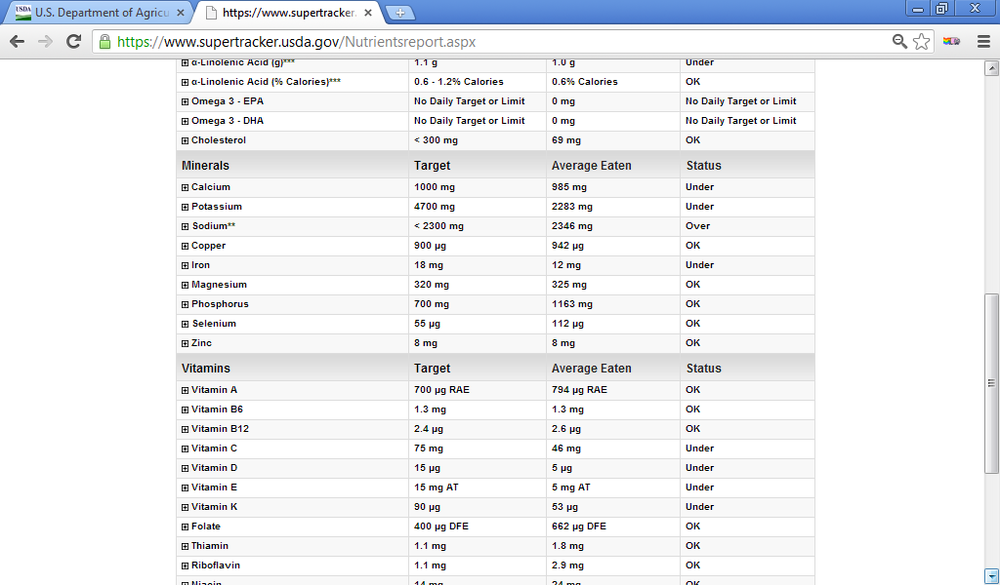 USDA U.S. Department of Agricu
https://www.supertracker.
https://www.supertracker.usda.gov/Nutrientsreport.aspx
α-Linolenic Acid (g)*** 1.1 g 1.0 g Under
α-Linolenic Acid (% Calories)*** 0.6 - 1.2% Calories 0.6% Calories OK
Omega 3 - EPA No Daily Target or Limit 0 mg No Daily Target or Limit
Omega 3 - DHA No Daily Target or Limit 0 mg No Daily Target or Limit
Cholesterol < 300 mg 69 mg OK
Minerals Target Average Eaten Status
Calcium 1000 mg 985 mg Under
Potassium 4700 mg 2283 mg Under
Sodium** < 2300 mg 2346 mg Over
Copper 900 µg 942 µg OK
Iron 18 mg 12 mg Under
Magnesium 320 mg 325 mg OK
Phosphorus 700 mg 1163 mg OK
Selenium 55 µg 112 µg OK
Zinc 8 mg 8 mg OK
Vitamins Target Average Eaten Status
Vitamin A 700 µg RAE 794 µg RAE OK
Vitamin B6 1.3 mg 1.3 mg OK
Vitamin B12 2.4 µg 2.6 µg OK
Vitamin C 75 mg 46 mg Under
Vitamin D 15 µg 5 µg Under
Vitamin E 15 mg AT 5 mg AT Under
Vitamin K 90 µg 53 µg Under
Folate 400 µg DFE 662 µg DFE OK
Thiamin 1.1 mg 1.8 mg OK
Riboflavin 1.1 mg 2.9 mg OK
Niacin 14 mg 24 mg OK